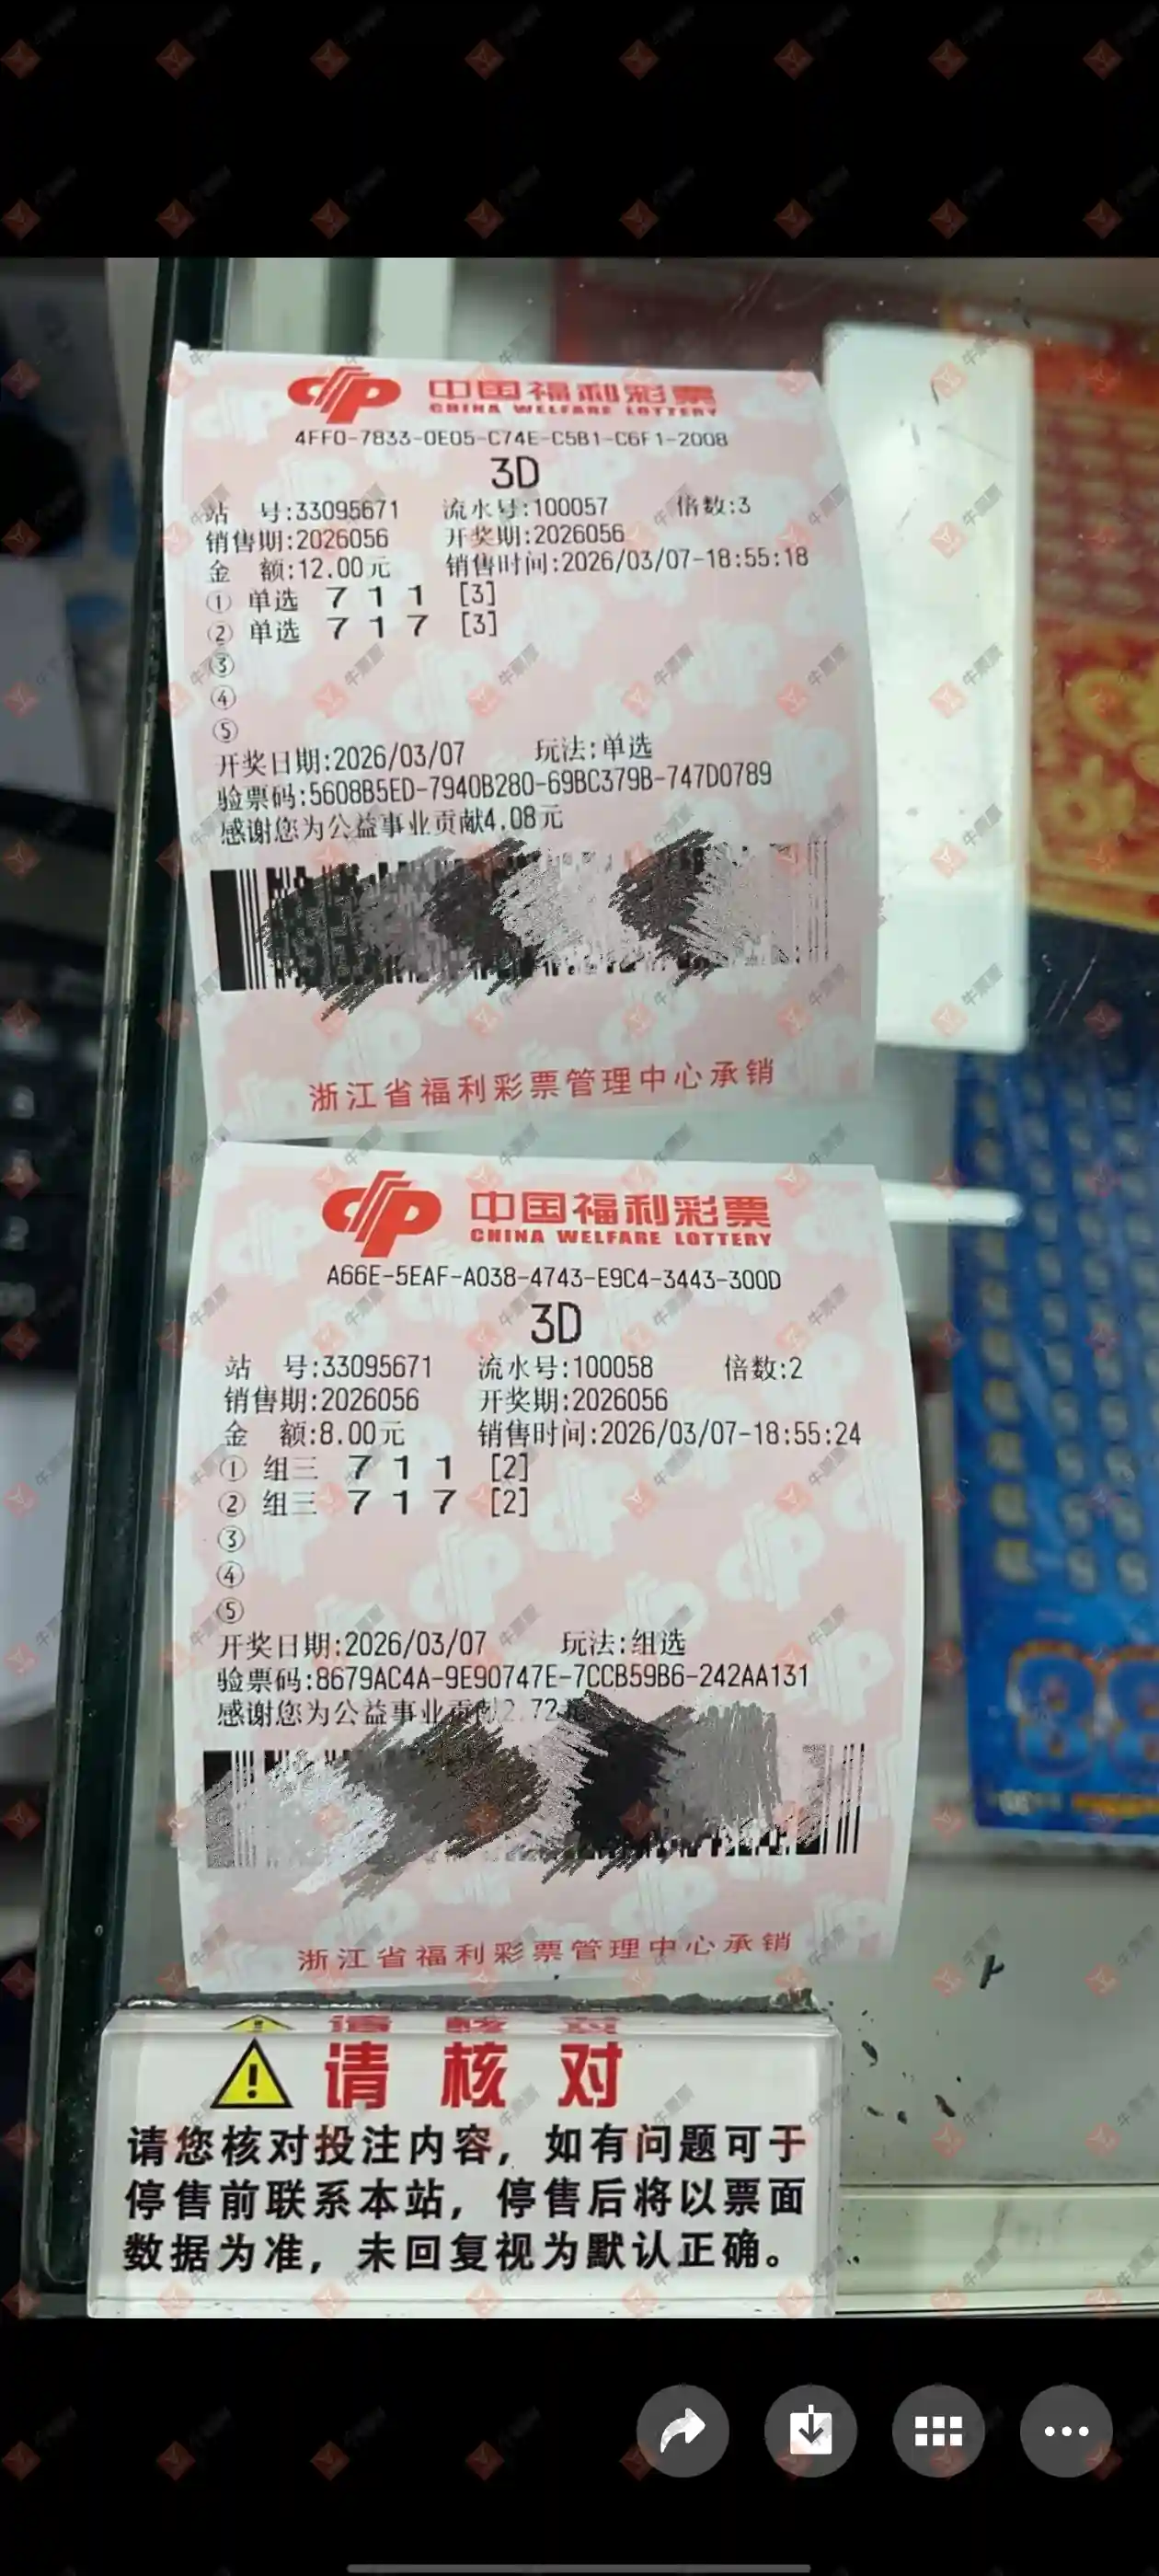 中国福利彩票
CHINA WELFARE LOTTERY
4FF0-7833-0E05-C74E-C5B1-C6F1-2008
3D
站 号:33095671 流水号:100057 倍数:3
销售期:2026056 开奖期:2026056
金 额:12.00元 销售时间:2026/03/07-18:55:18
① 单选 7 1 1 [3]
② 单选 7 1 7 [3]
③
④
⑤
开奖日期:2026/03/07 玩法:单选
验票码:5608B5ED-7940B280-69BC379B-747D0789
感谢您为公益事业贡献4.08元
浙江省福利彩票管理中心承销
中国福利彩票
CHINA WELFARE LOTTERY
A66E-5EAF-A038-4743-E9C4-3443-300D
3D
站 号:33095671 流水号:100058 倍数:2
销售期:2026056 开奖期:2026056
金 额:8.00元 销售时间:2026/03/07-18:55:24
① 组三 7 1 1 [2]
② 组三 7 1 7 [2]
③
④
⑤
开奖日期:2026/03/07 玩法:组选
验票码:8679AC4A-9E90747E-7CCB59B6-242AA131
感谢您为公益事业贡献2.72元
浙江省福利彩票管理中心承销
请核对
请您核对投注内容，如有问题可于
停售前联系本站，停售后将以票面
数据为准，未回复视为默认正确。